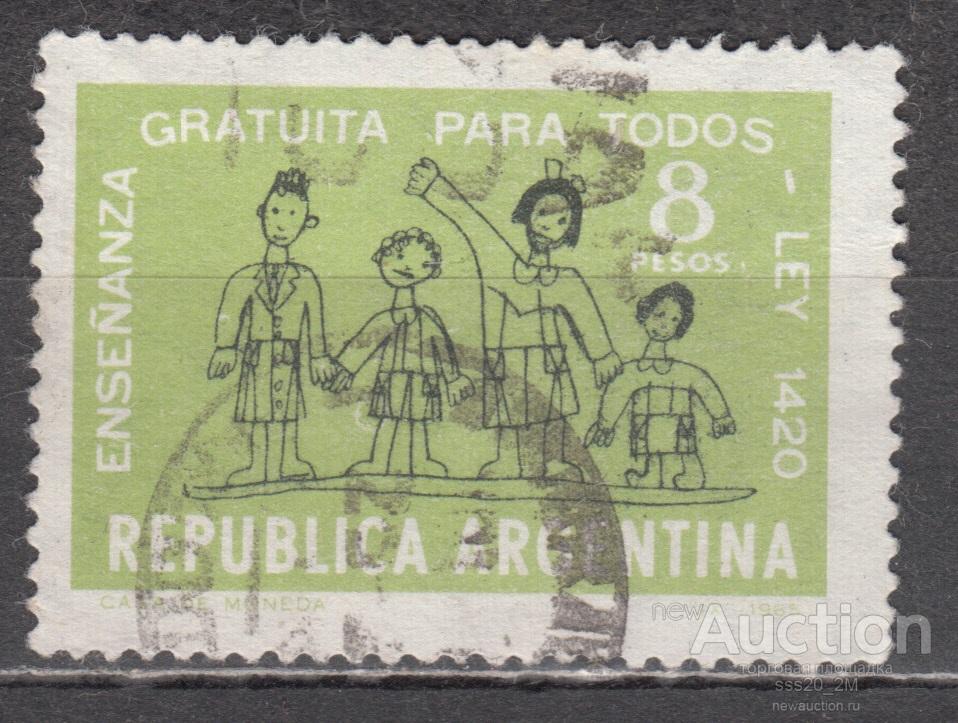 ENSEÑANZA
GRATUITA PARA TODOS
- LEY 1420
8
PESOS
REPUBLICA ARGENTINA
CASA DE MONEDA
1965
newAuction
торговая площадка
sss20_2M
newauction.ru